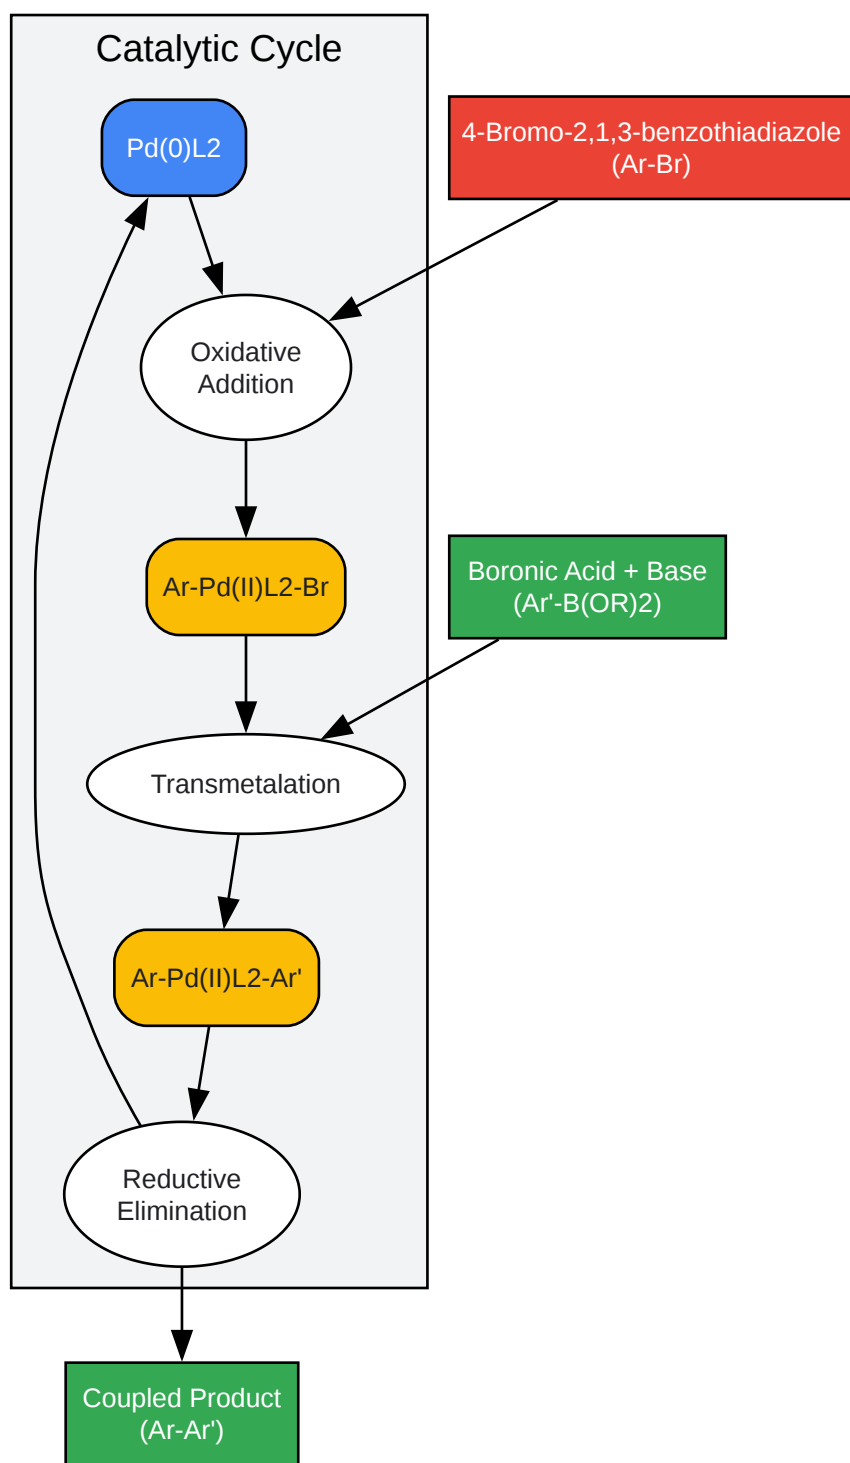 Catalytic Cycle
Pd(0)L2
4-Bromo-2,1,3-benzothiadiazole
(Ar-Br)
Oxidative
Addition
Ar-Pd(II)L2-Br
Boronic Acid + Base
(Ar'-B(OR)2)
Transmetalation
Ar-Pd(II)L2-Ar'
Reductive
Elimination
Coupled Product
(Ar-Ar')